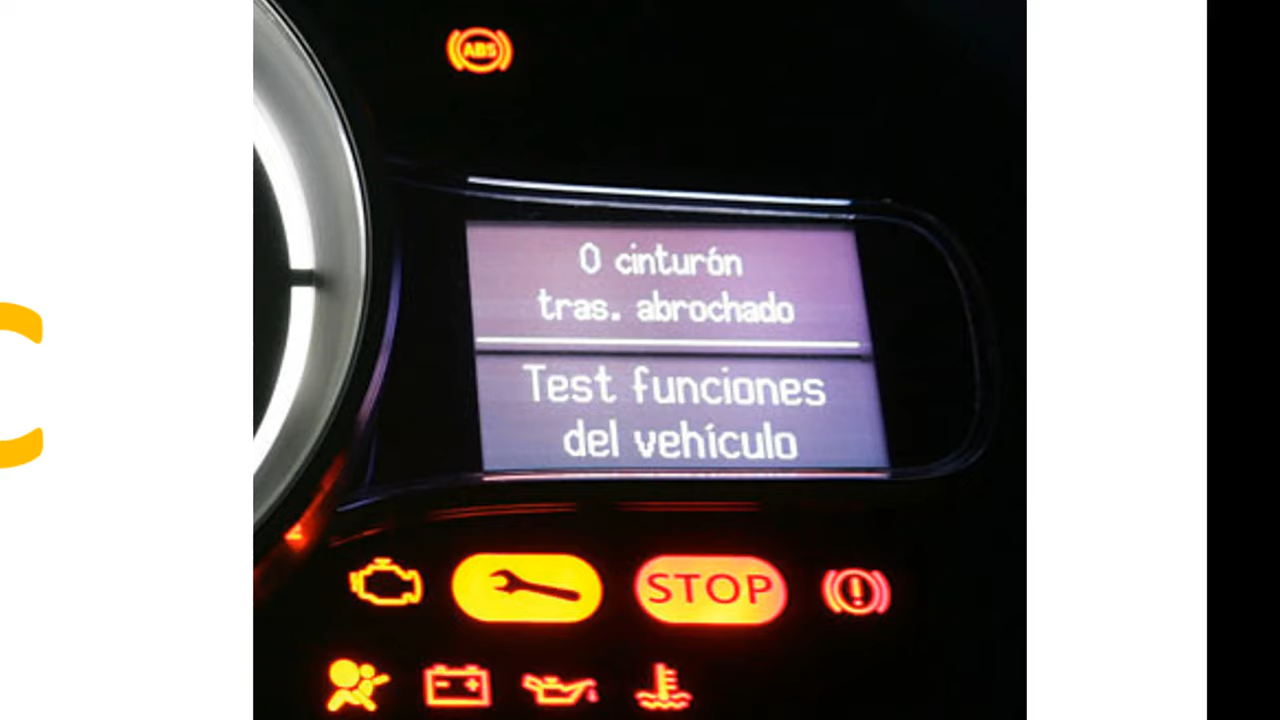 ABS
0 cinturón
tras. abrochado
Test funciones
del vehículo
STOP